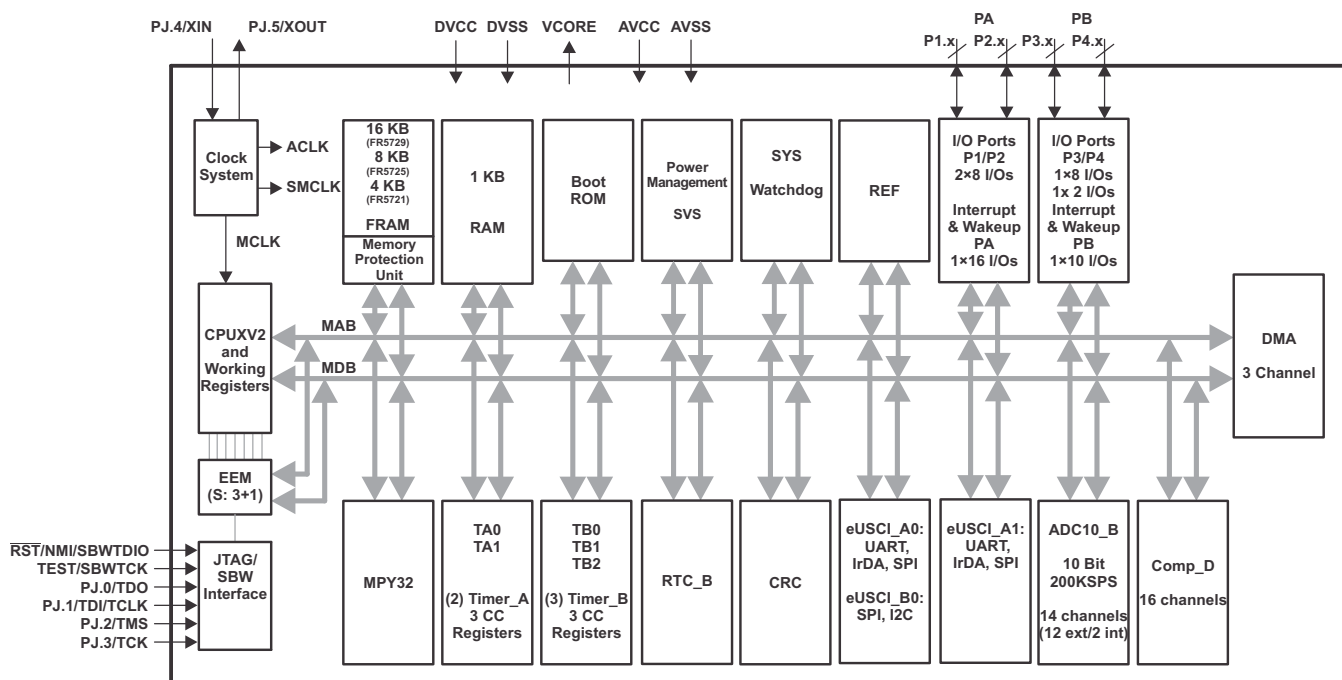 PJ.4/XIN
PJ.5/XOUT
DVCC
DVSS
VCORE
AVCC
AVSS
PA
P1.x
P2.x
PB
P3.x
P4.x
Clock
System
ACLK
SMCLK
MCLK
16 KB
(FR5729)
8 KB
(FR5725)
4 KB
(FR5721)
FRAM
Memory
Protection
Unit
1 KB
RAM
Boot
ROM
Power
Management
SVS
SYS
Watchdog
REF
I/O Ports
P1/P2
2×8 I/Os
Interrupt
& Wakeup
PA
1×16 I/Os
I/O Ports
P3/P4
1×8 I/Os
1x 2 I/Os
Interrupt
& Wakeup
PB
1×10 I/Os
CPUXV2
and
Working
Registers
MAB
MDB
DMA
3 Channel
EEM
(S: 3+1)
RST/NMI/SBWTDIO
TEST/SBWTCK
PJ.0/TDO
PJ.1/TDI/TCLK
PJ.2/TMS
PJ.3/TCK
JTAG/
SBW
Interface
MPY32
TA0
TA1
(2) Timer_A
3 CC
Registers
TB0
TB1
TB2
(3) Timer_B
3 CC
Registers
RTC_B
CRC
eUSCI_A0:
UART,
IrDA, SPI
eUSCI_B0:
SPI, I2C
eUSCI_A1:
UART,
IrDA, SPI
ADC10_B
10 Bit
200KSPS
14 channels
(12 ext/2 int)
Comp_D
16 channels